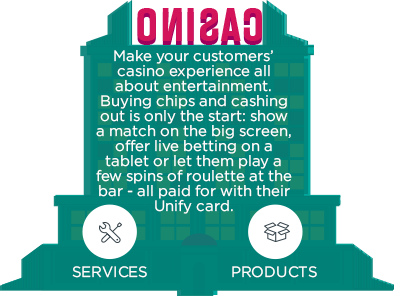 CASINO
Make your customers’
casino experience all
about entertainment.
Buying chips and cashing
out is only the start: show
a match on the big screen,
offer live betting on a
tablet or let them play a
few spins of roulette at the
bar - all paid for with their
Unify card.
SERVICES
PRODUCTS